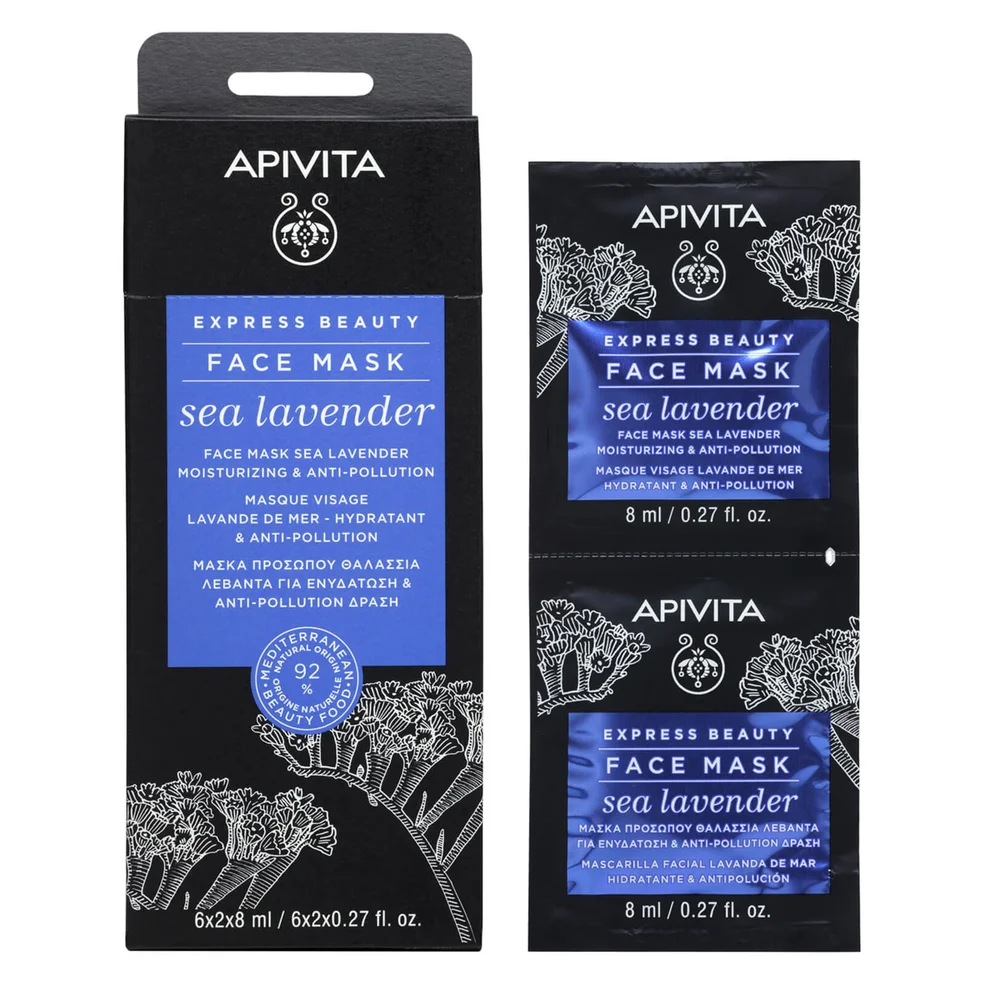 APIVITA
EXPRESS BEAUTY
FACE MASK
sea lavender
FACE MASK SEA LAVENDER
MOISTURIZING & ANTI-POLLUTION
MASQUE VISAGE
LAVANDE DE MER - HYDRATANT
& ANTI-POLLUTION
ΜΑΣΚΑ ΠΡΟΣΩΠΟΥ ΘΑΛΑΣΣΙΑ
ΛΕΒΑΝΤΑ ΓΙΑ ΕΝΥΔΑΤΩΣΗ &
ANTI-POLLUTION ΔΡΑΣΗ
MEDITERRANEAN
NATURAL ORIGIN
92
%
ORIGINE NATURELLE
BEAUTY FOOD
6x2x8 ml / 6x2x0.27 fl. oz.
APIVITA
EXPRESS BEAUTY
FACE MASK
sea lavender
FACE MASK SEA LAVENDER
MOISTURIZING & ANTI-POLLUTION
MASQUE VISAGE LAVANDE DE MER
HYDRATANT & ANTI-POLLUTION
8 ml / 0.27 fl. oz.
APIVITA
EXPRESS BEAUTY
FACE MASK
sea lavender
ΜΑΣΚΑ ΠΡΟΣΩΠΟΥ ΘΑΛΑΣΣΙΑ ΛΕΒΑΝΤΑ
ΓΙΑ ΕΝΥΔΑΤΩΣΗ & ANTI-POLLUTION ΔΡΑΣΗ
MASCARILLA FACIAL LAVANDA DE MAR
HIDRATANTE & ANTIPOLUCIÓN
8 ml / 0.27 fl. oz.